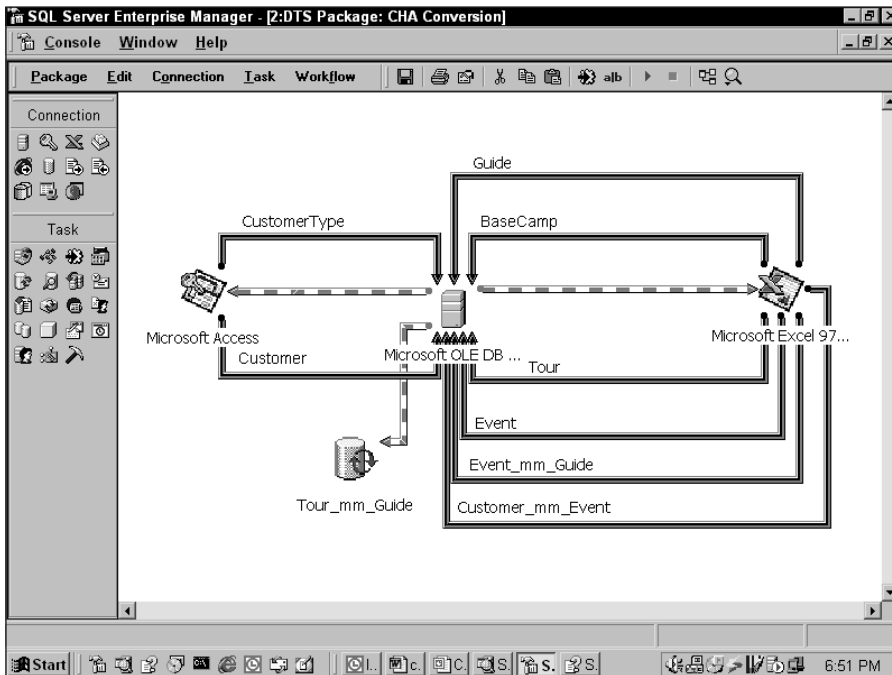 SQL Server Enterprise Manager - [2:DTS Package: CHA Conversion]
Console Window Help
Package Edit Connection Task Workflow a|b
Connection
Task
Guide
CustomerType
BaseCamp
Microsoft Access
Microsoft OLE DB ...
Microsoft Excel 97...
Customer
Tour
Event
Event_mm_Guide
Tour_mm_Guide
Customer_mm_Event
Start I.. c. C. S. S. S. 6:51 PM